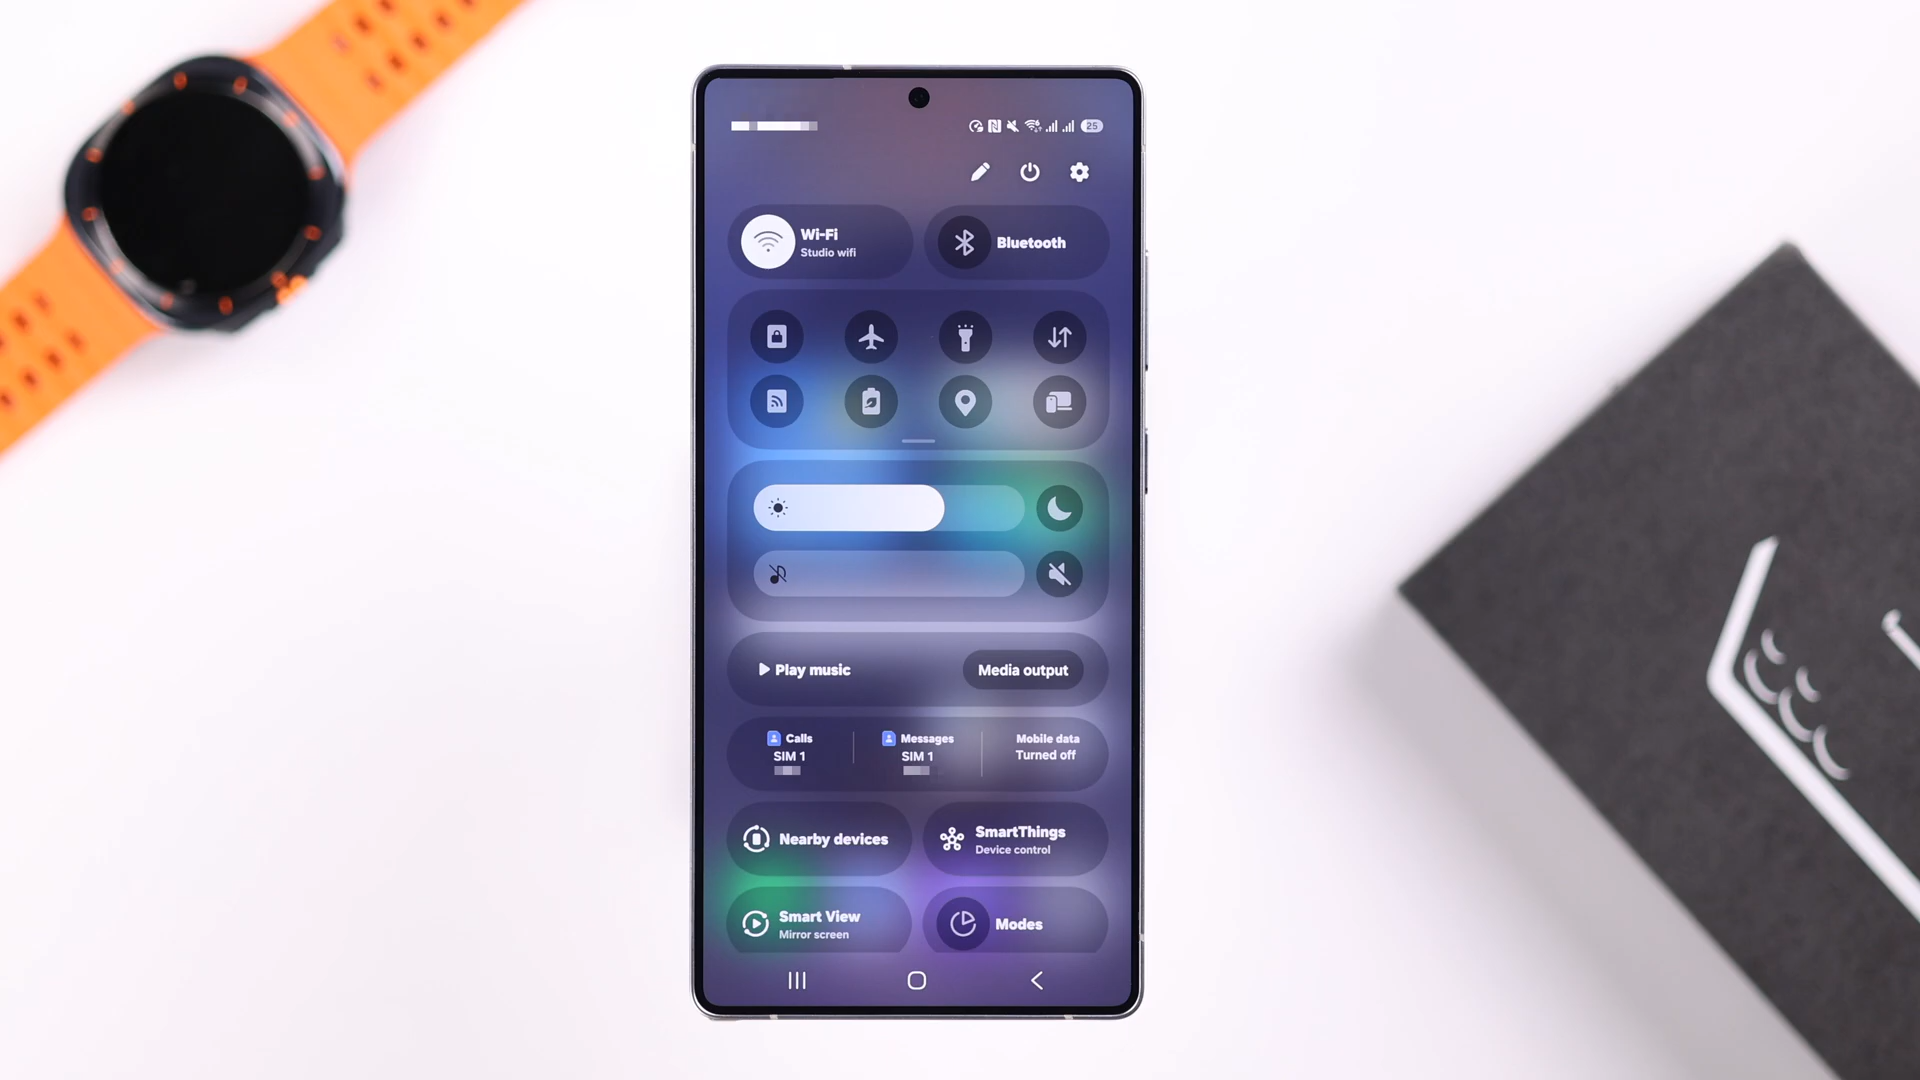 25
Wi-Fi
Studio wifi
Bluetooth
Play music
Media output
Calls
SIM 1
Messages
SIM 1
Mobile data
Turned off
Nearby devices
SmartThings
Device control
Smart View
Mirror screen
Modes